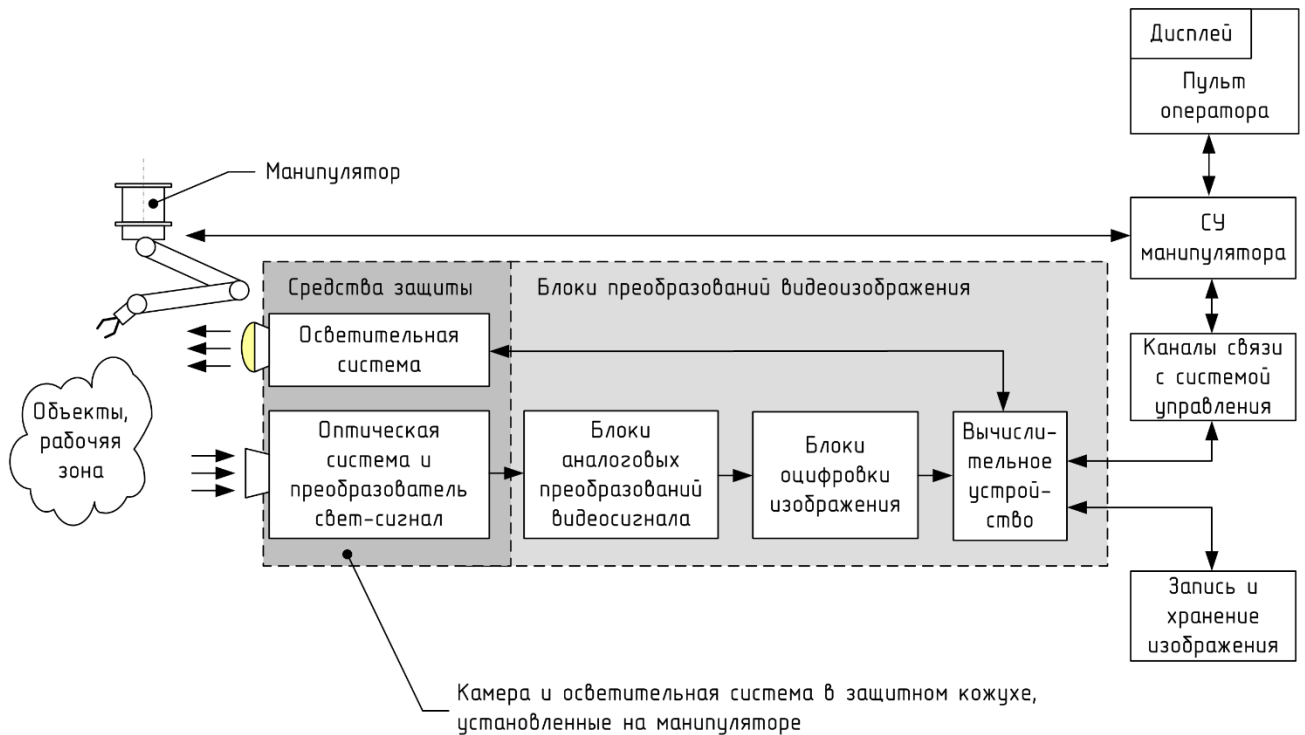 Дисплей
Пульт
оператора
Манипулятор
СУ
манипулятора
Средства защиты
Блоки преобразований видеоизображения
Осветительная
система
Каналы связи
с системой
управления
Объекты,
рабочяя
зона
Оптическая
система и
преобразователь
свет-сигнал
Блоки
аналоговых
преобразований
видеосигнала
Блоки
оцифровки
изображения
Вычисли-
тельное
устрой-
ство
Запись и
хранение
изображения
Камера и осветительная система в защитном кожухе,
установленные на манипуляторе